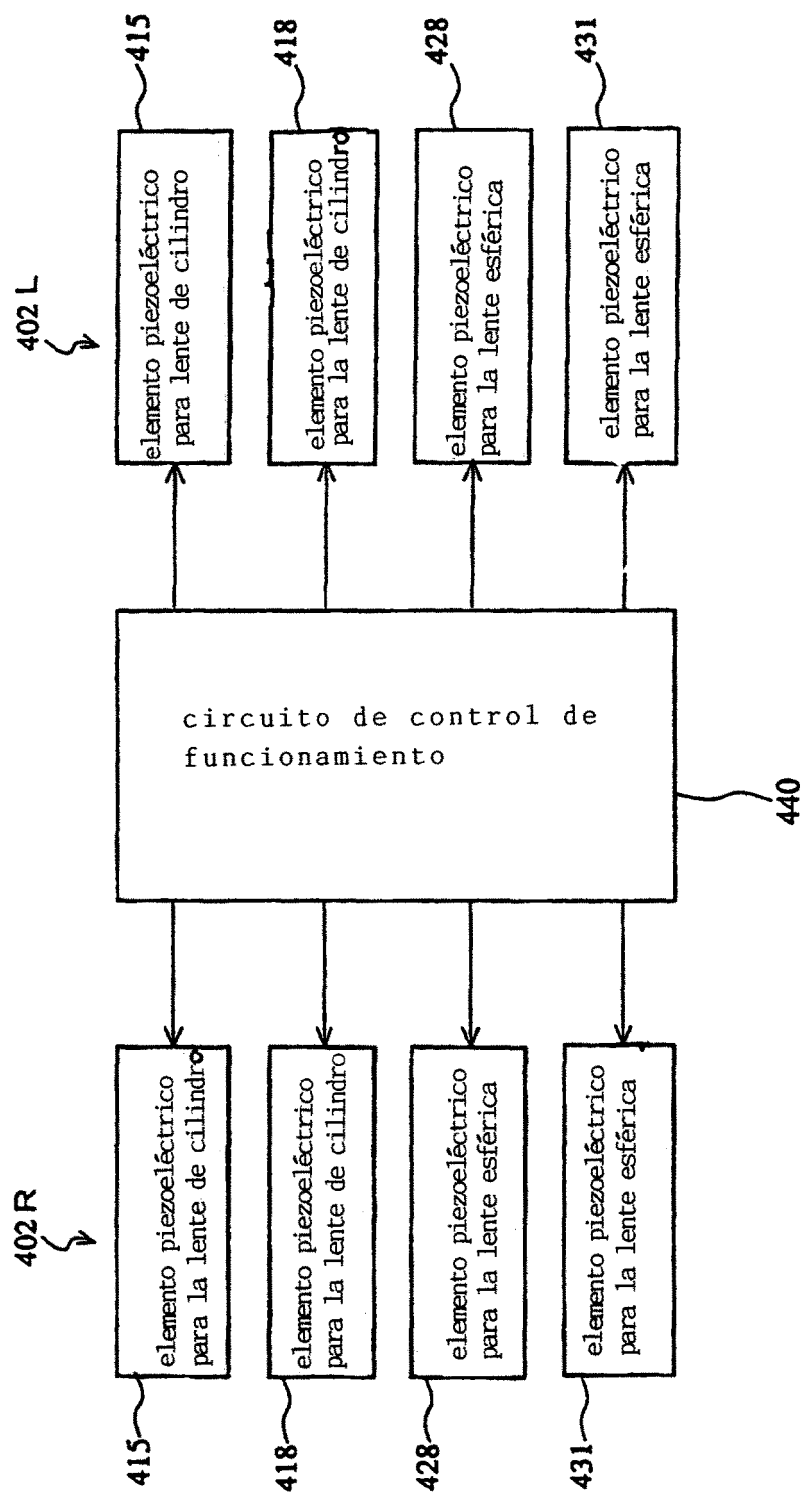 402 R
402 L
415
elemento piezoeléctrico
para la lente de cilindro
418
elemento piezoeléctrico
para la lente de cilindro
428
elemento piezoeléctrico
para la lente esférica
431
elemento piezoeléctrico
para la lente esférica
circuito de control de
funcionamiento
440
415
elemento piezoeléctrico
para lente de cilindro
418
elemento piezoeléctrico
para la lente de cilindro
428
elemento piezoeléctrico
para la lente esférica
431
elemento piezoeléctrico
para la lente esférica